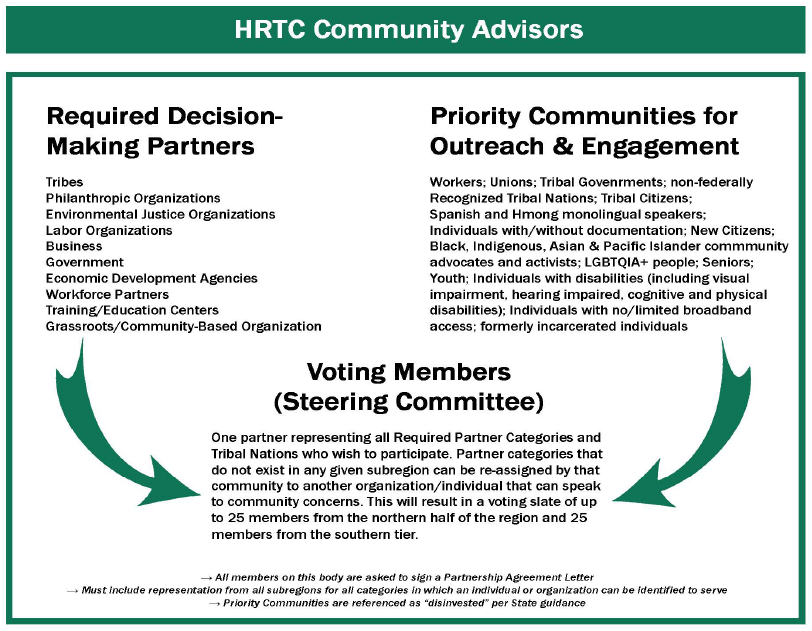 HRTC Community Advisors
Required Decision-
Making Partners
Tribes
Philanthropic Organizations
Environmental Justice Organizations
Labor Organizations
Business
Government
Economic Development Agencies
Workforce Partners
Training/Education Centers
Grassroots/Community-Based Organization
Priority Communities for
Outreach & Engagement
Workers; Unions; Tribal Govenrments; non-federally
Recognized Tribal Nations; Tribal Citizens;
Spanish and Hmong monolingual speakers;
Individuals with/without documentation; New Citizens;
Black, Indigenous, Asian & Pacific Islander commmunity
advocates and activists; LGBTQIA+ people; Seniors;
Youth; Individuals with disabilities (including visual
impairment, hearing impaired, cognitive and physical
disabilities); Individuals with no/limited broadband
access; formerly incarcerated individuals
Voting Members
(Steering Committee)
One partner representing all Required Partner Categories and
Tribal Nations who wish to participate. Partner categories that
do not exist in any given subregion can be re-assigned by that
community to another organization/individual that can speak
to community concerns. This will result in a voting slate of up
to 25 members from the northern half of the region and 25
members from the southern tier.
→ All members on this body are asked to sign a Partnership Agreement Letter
→ Must include representation from all subregions for all categories in which an individual or organization can be identified to serve
→ Priority Communities are referenced as “disinvested” per State guidance